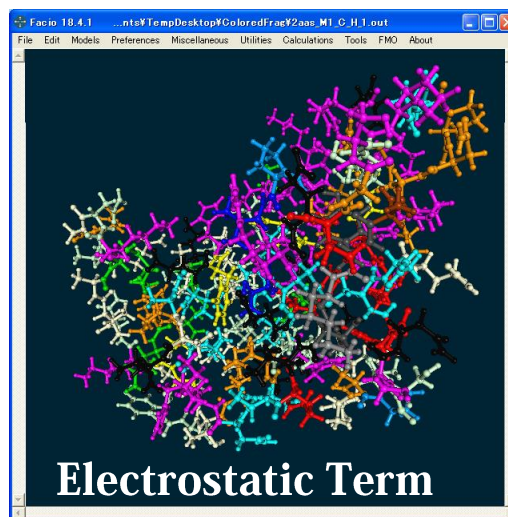 Facio 18.4.1 ...nts¥TempDesktop¥ColoredFrag¥2aas_M1_C_H_1.out
File Edit Models Preferences Miscellaneous Utilities Calculations Tools FMO About
Electrostatic Term